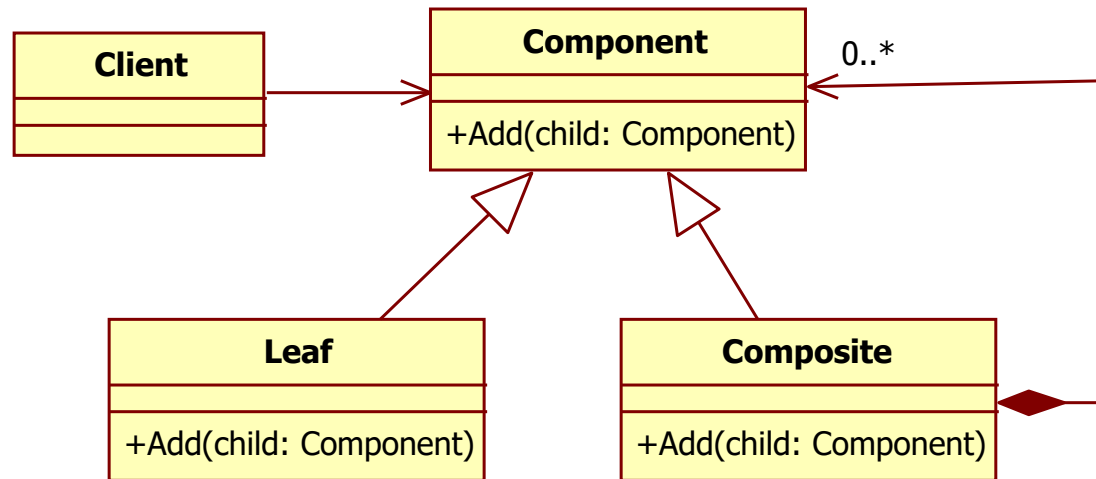 Client
Component
0..*
+Add(child: Component)
Leaf
+Add(child: Component)
Composite
+Add(child: Component)